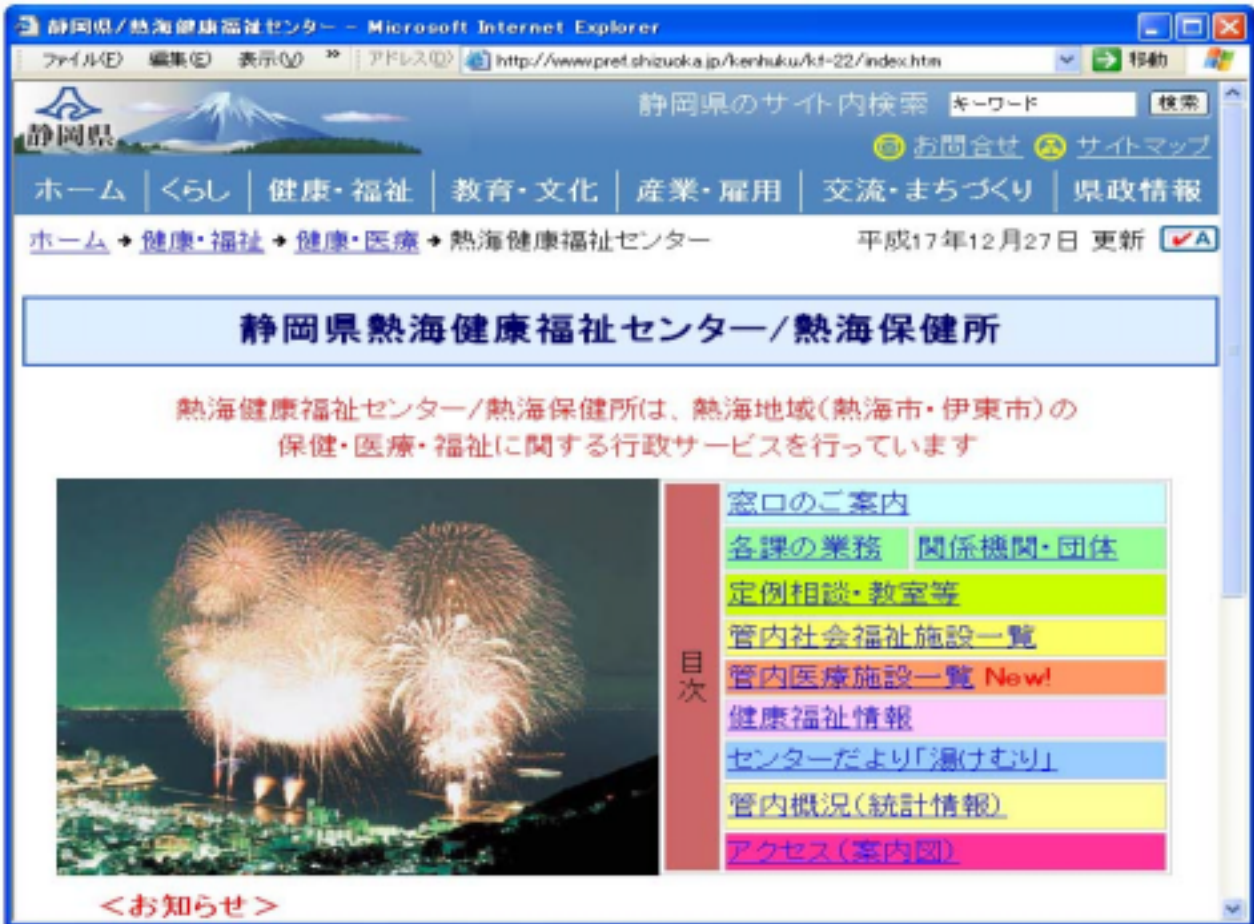 静岡県/熱海健康福祉センター - Microsoft Internet Explorer
ファイル(F) 編集(E) 表示(V) » アドレス(D) http://www.pref.shizuoka.jp/kenhuku/kf-22/index.htm 移動
静岡県 静岡県のサイト内検索 キーワード 検索
お問合せ サイトマップ
ホーム くらし 健康・福祉 教育・文化 産業・雇用 交流・まちづくり 県政情報
ホーム → 健康・福祉 → 健康・医療 → 熱海健康福祉センター 平成17年12月27日 更新 A
静岡県熱海健康福祉センター/熱海保健所
熱海健康福祉センター/熱海保健所は、熱海地域(熱海市・伊東市)の
保健・医療・福祉に関する行政サービスを行っています
目次
窓口のご案内
各課の業務 関係機関・団体
定例相談・教室等
管内社会福祉施設一覧
管内医療施設一覧 New!
健康福祉情報
センターだより「湯けむり」
管内概況(統計情報)
アクセス(案内図)
<お知らせ>